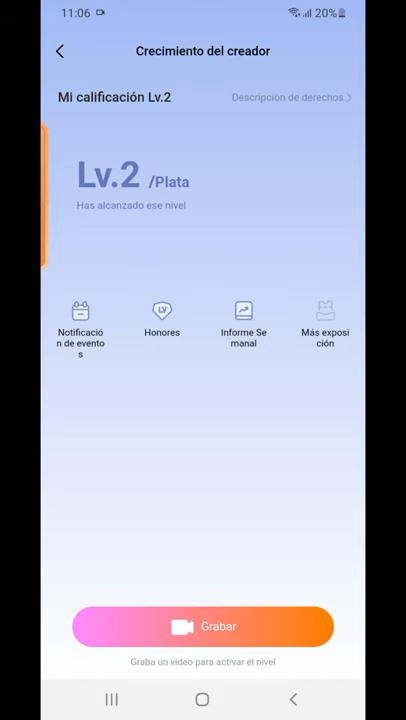 11:06 20%
Crecimiento del creador
Mi calificación Lv.2 Descripción de derechos
Lv.2 /Plata
Has alcanzado ese nivel
LV
Notificació
n de evento
s
Honores
Informe Se
manal
Más exposi
ción
Grabar
Graba un video para activar el nivel